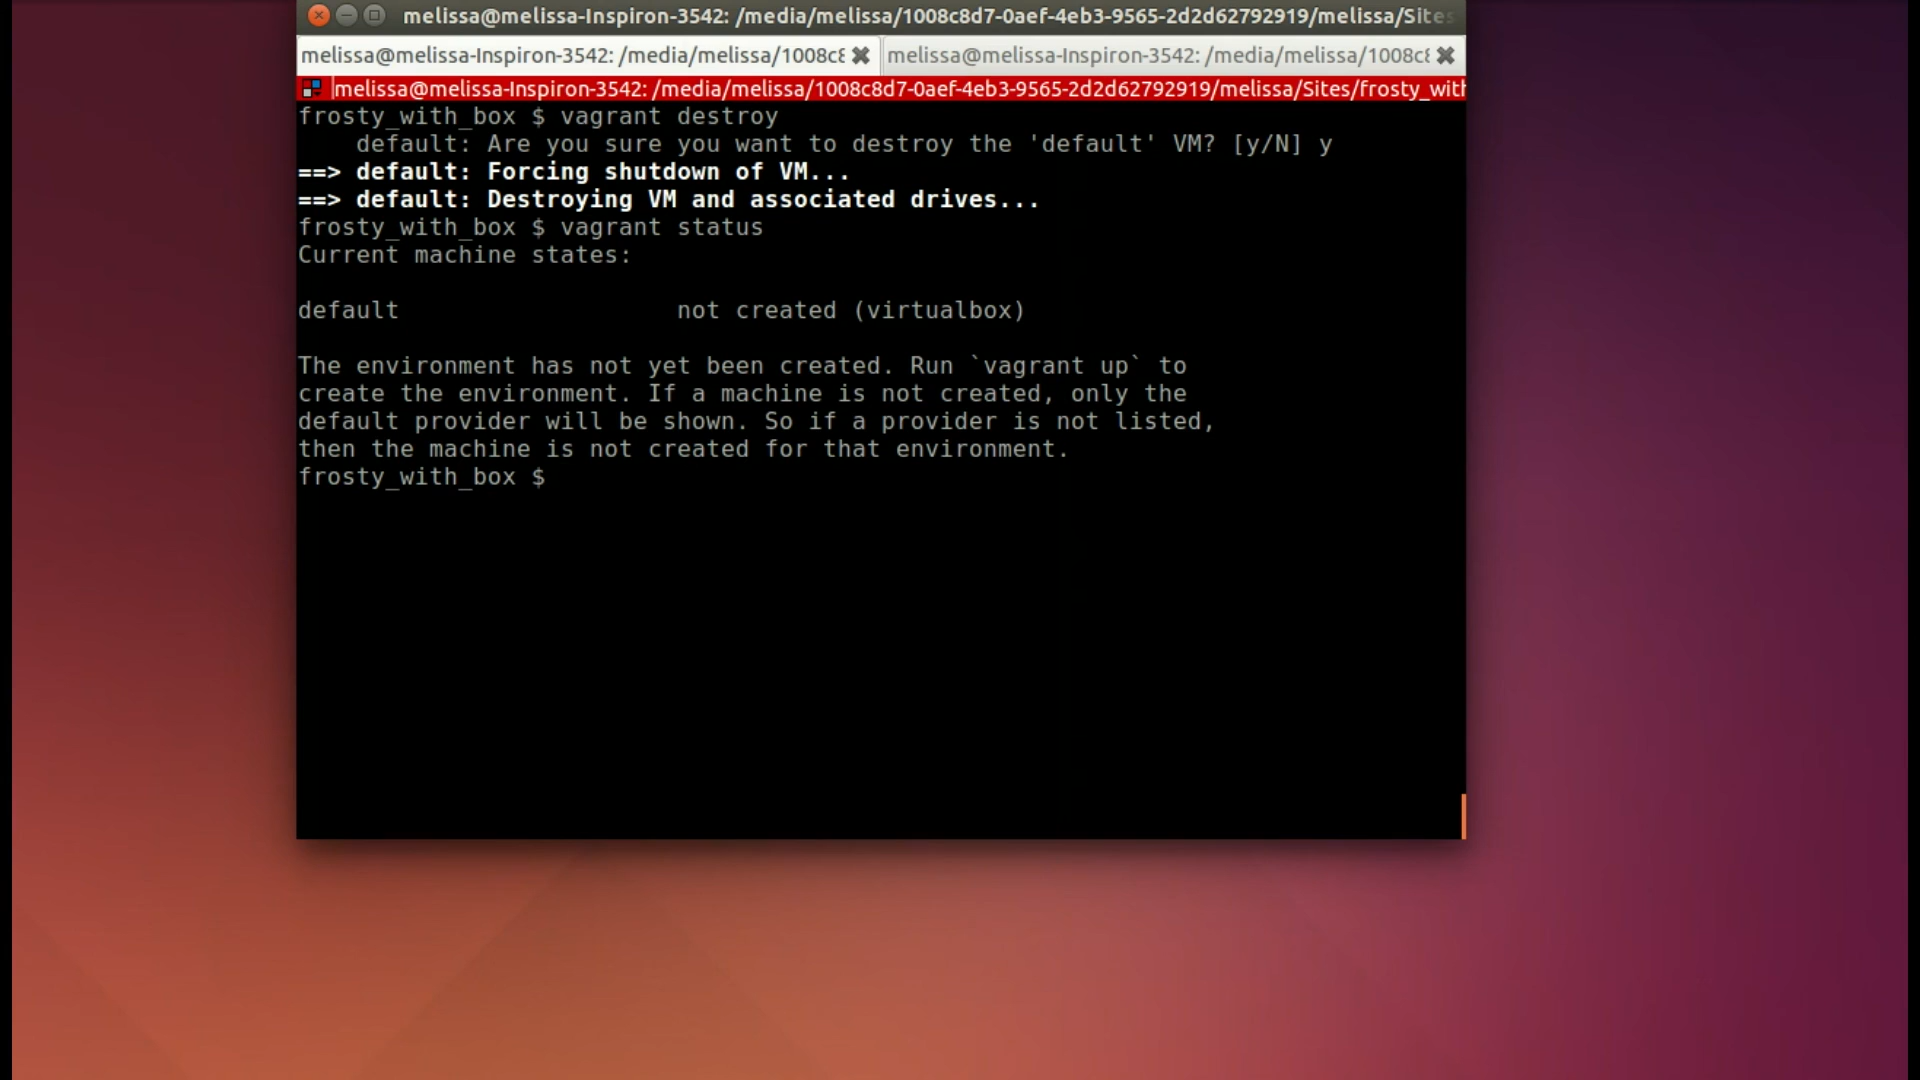 melissa@melissa-Inspiron-3542: /media/melissa/1008c8d7-0aef-4eb3-9565-2d2d62792919/melissa/Sites
melissa@melissa-Inspiron-3542: /media/melissa/1008c8 melissa@melissa-Inspiron-3542: /media/melissa/1008c8
melissa@melissa-Inspiron-3542: /media/melissa/1008c8d7-0aef-4eb3-9565-2d2d62792919/melissa/Sites/frosty_with
frosty_with_box $ vagrant destroy
    default: Are you sure you want to destroy the 'default' VM? [y/N] y
==> default: Forcing shutdown of VM...
==> default: Destroying VM and associated drives...
frosty_with_box $ vagrant status
Current machine states:
default                   not created (virtualbox)
The environment has not yet been created. Run `vagrant up` to
create the environment. If a machine is not created, only the
default provider will be shown. So if a provider is not listed,
then the machine is not created for that environment.
frosty_with_box $